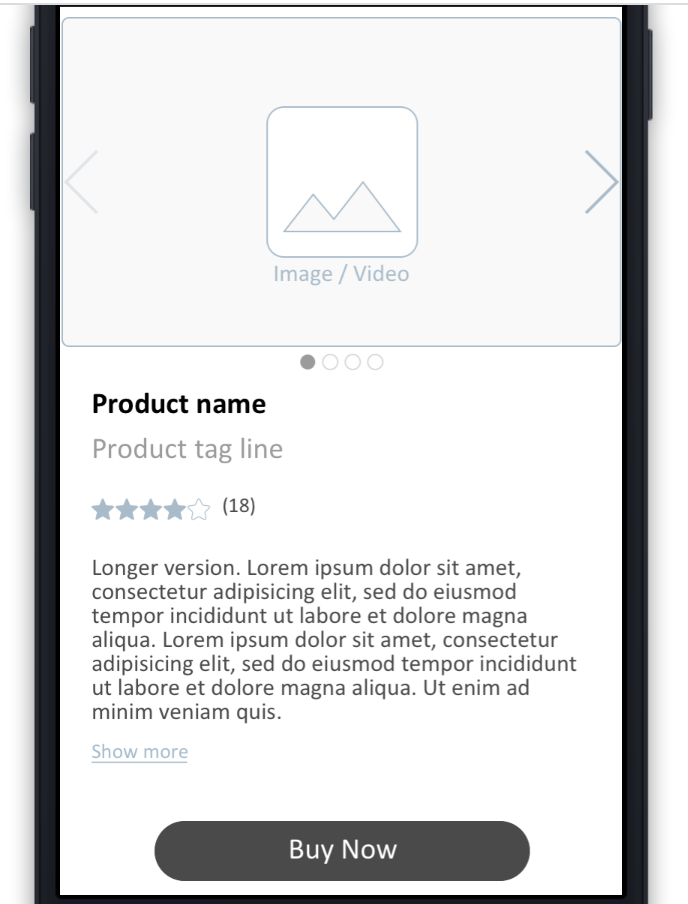 Image / Video
Product name
Product tag line
(18)
Longer version. Lorem ipsum dolor sit amet,
consectetur adipisicing elit, sed do eiusmod
tempor incididunt ut labore et dolore magna
aliqua. Lorem ipsum dolor sit amet, consectetur
adipisicing elit, sed do eiusmod tempor incididunt
ut labore et dolore magna aliqua. Ut enim ad
minim veniam quis.
Show more
Buy Now